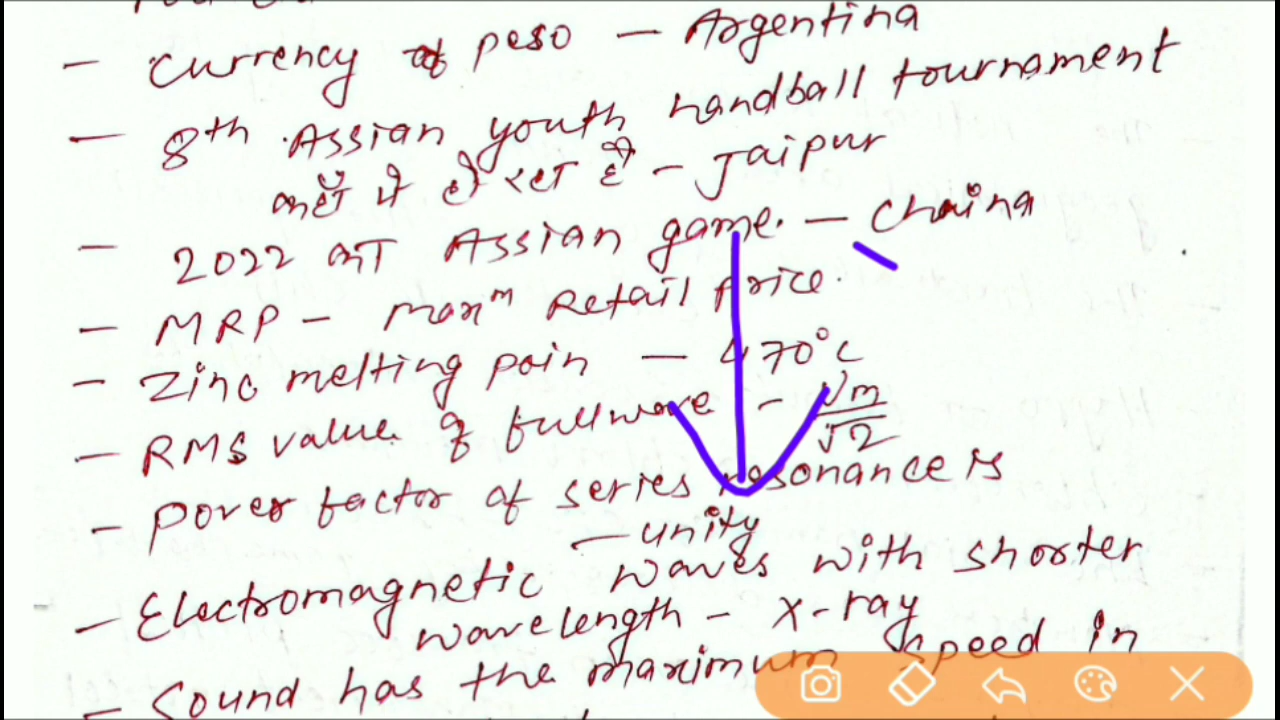 - Currency of peso - Argentina
- 8th Assian youth handball tournament
कहाँ मे हो रहा है - Jaipur
- 2022 का Assian game. - Chaina
- MRP - Maxᵐ Retail price.
- Zinc melting poin - 470°C
- RMS value of fullwave - Vm/√2
- Power factor of series resonance is
- unity
- Electromagnetic waves with shorter
wavelength - X-ray
- Sound has the maximum speed in